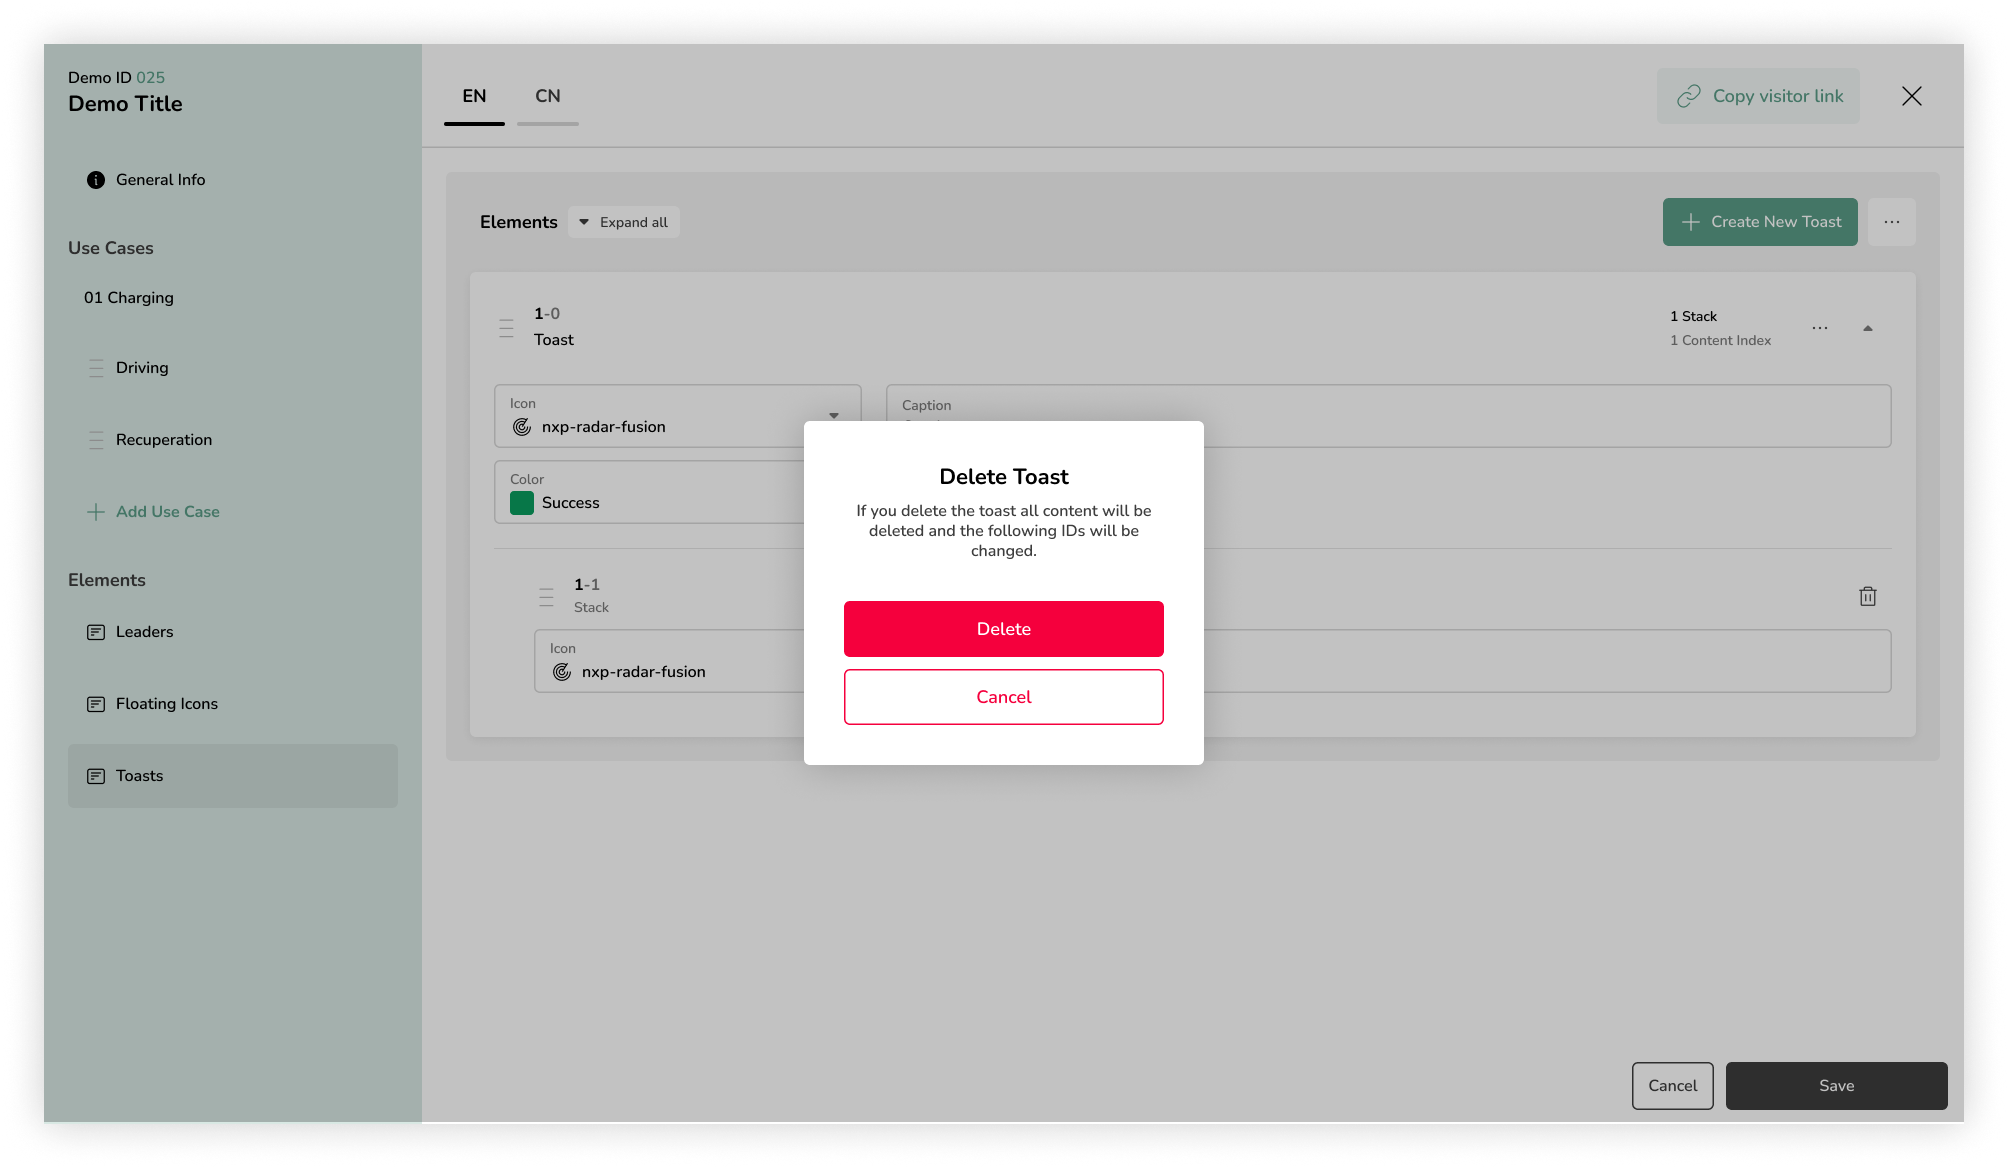 Demo ID 025
Demo Title
General Info
Use Cases
01 Charging
Driving
Recuperation
Add Use Case
Elements
Leaders
Floating Icons
Toasts
EN
CN
Copy visitor link
Elements
Expand all
Create New Toast
1-0
Toast
1 Stack
1 Content Index
Icon
nxp-radar-fusion
Caption
Color
Success
1-1
Stack
Icon
nxp-radar-fusion
Delete Toast
If you delete the toast all content will be
deleted and the following IDs will be
changed.
Delete
Cancel
Cancel
Save